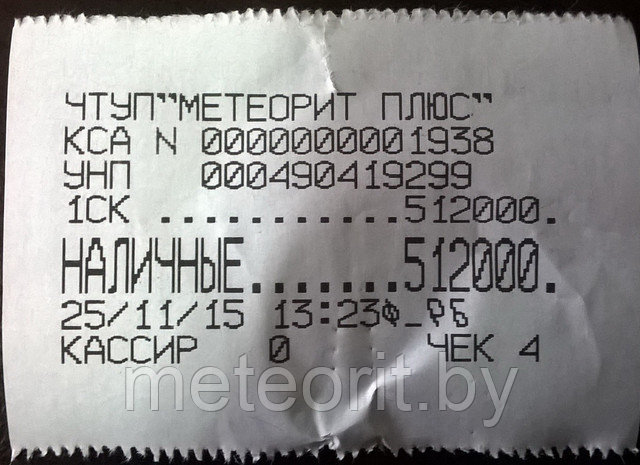 ЧТУП"МЕТЕОРИТ ПЛЮС"
КСА N 0000000001938
УНП 000490419299
1СК ............512000.
НАЛИЧНЫЕ.......512000.
25/11/15 13:23
КАССИР 0 ЧЕК 4
meteorit.by